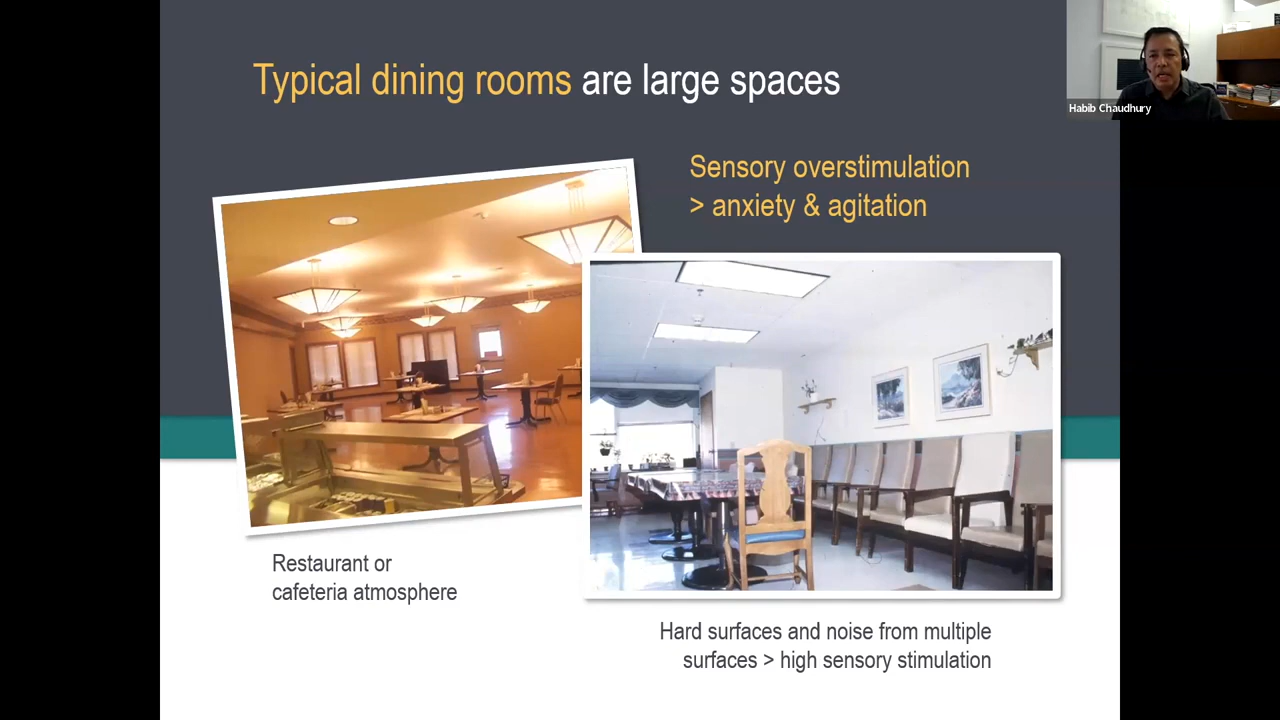 Typical dining rooms are large spaces
Habib Chaudhury
Sensory overstimulation
> anxiety & agitation
Restaurant or
cafeteria atmosphere
Hard surfaces and noise from multiple
surfaces > high sensory stimulation